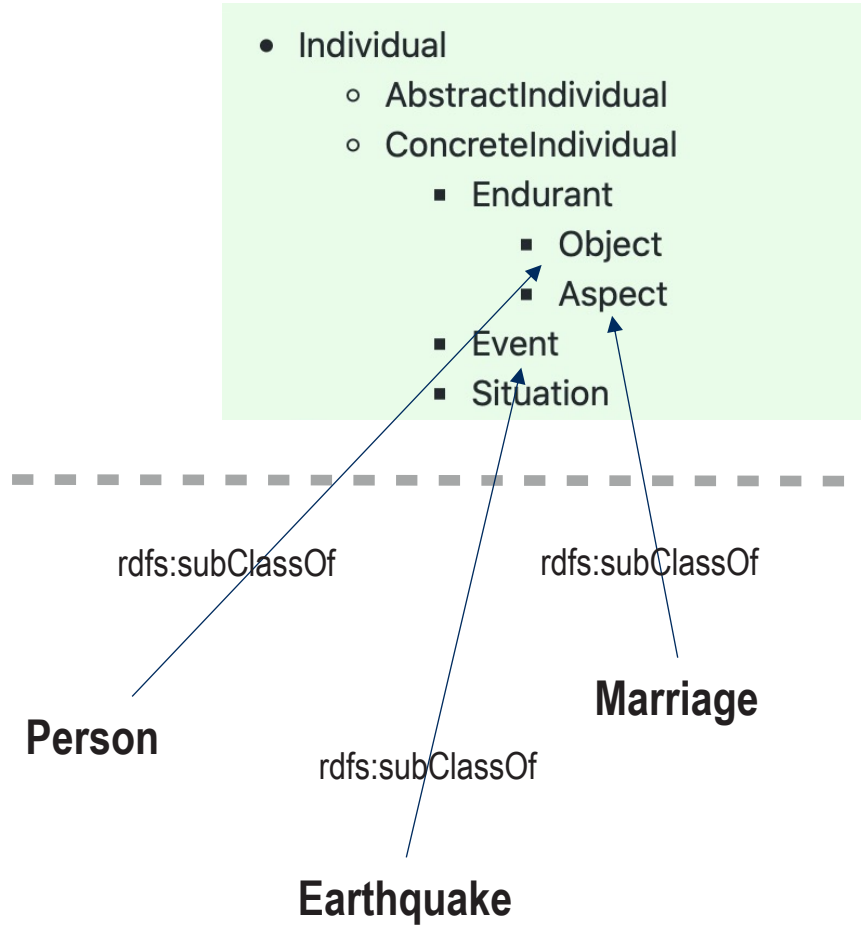 Individual
AbstractIndividual
ConcreteIndividual
Endurant
Object
Aspect
Event
Situation
rdfs:subClassOf
rdfs:subClassOf
Marriage
Person
rdfs:subClassOf
Earthquake